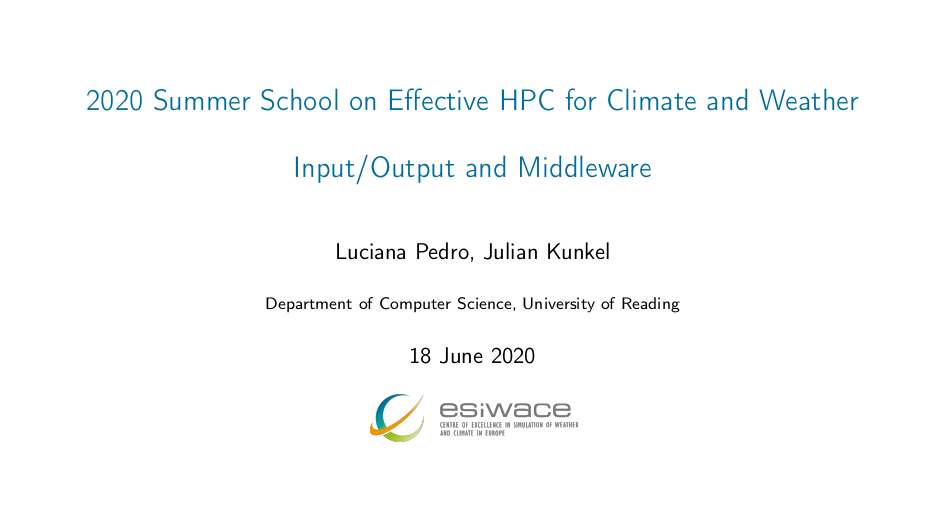 2020 Summer School on Effective HPC for Climate and Weather
Input/Output and Middleware
Luciana Pedro, Julian Kunkel
Department of Computer Science, University of Reading
18 June 2020
esiwace
CENTRE OF EXCELLENCE IN SIMULATION OF WEATHER
AND CLIMATE IN EUROPE